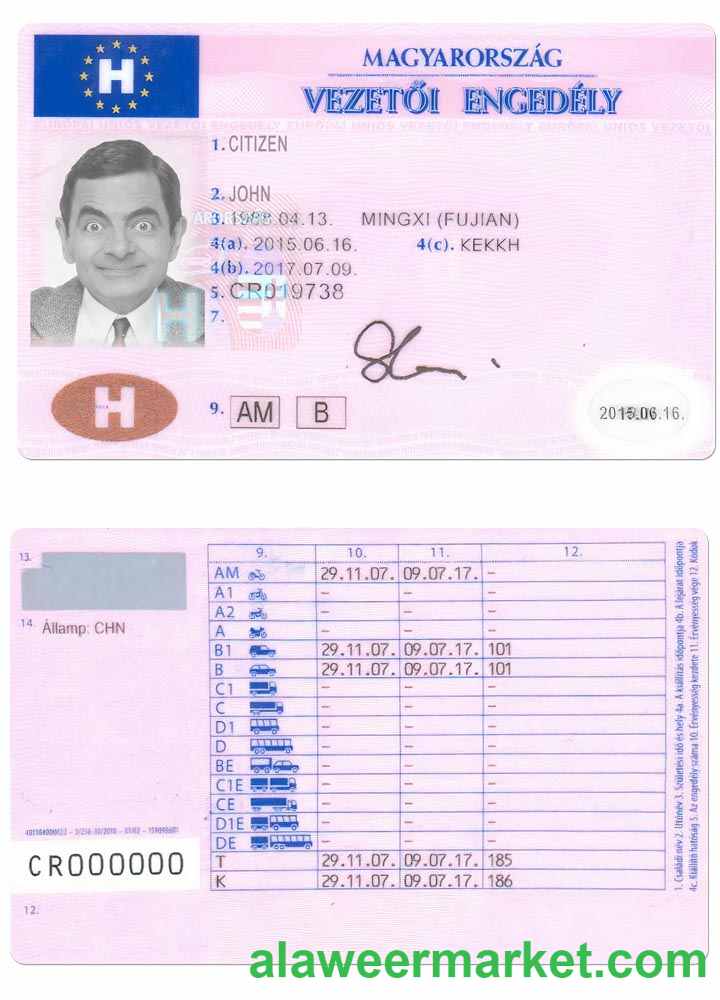 H
MAGYARORSZÁG
VEZETŐI ENGEDÉLY
1. CITIZEN
2. JOHN
3. 1988.04.13. MINGXI (FUJIAN)
4(a). 2015.06.16. 4(c). KEKKH
4(b). 2017.07.09.
5. CR019738
7.
H
9. AM B
2015.06.16.
13.
14. Államp: CHN
9. 10. 11. 12.
AM 29.11.07. 09.07.17. –
A1 – – –
A2 – – –
A – – –
B1 29.11.07. 09.07.17. 101
B 29.11.07. 09.07.17. 101
C1 – – –
C – – –
D1 – – –
D – – –
BE – – –
C1E – – –
CE – – –
D1E – – –
DE – – –
T 29.11.07. 09.07.17. 185
K 29.11.07. 09.07.17. 186
CR000000
12.
1. Családi név 2. Utónév 3. Születési idő és hely 4a. A kiállítás időpontja 4b. A lejárat időpontja
4c. Kiállító hatóság 5. Az engedély száma 10. Érvényesség kezdete 11. Érvényesség vége 12. Kódok
alaweermarket.com